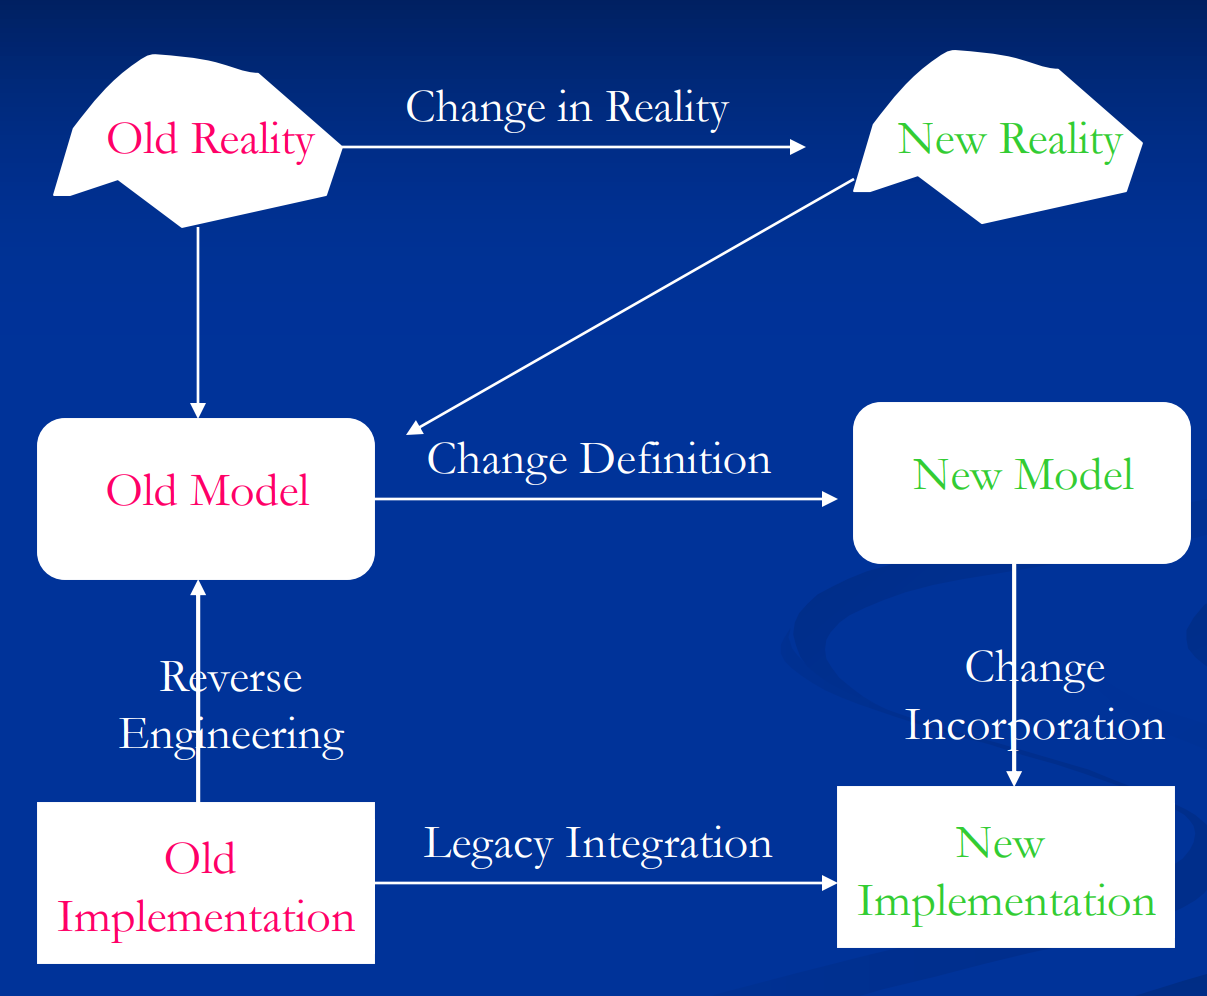 Old Reality
Change in Reality
New Reality
Change Definition
Old Model
New Model
Reverse
Engineering
Change
Incorporation
Old
Implementation
Legacy Integration
New
Implementation